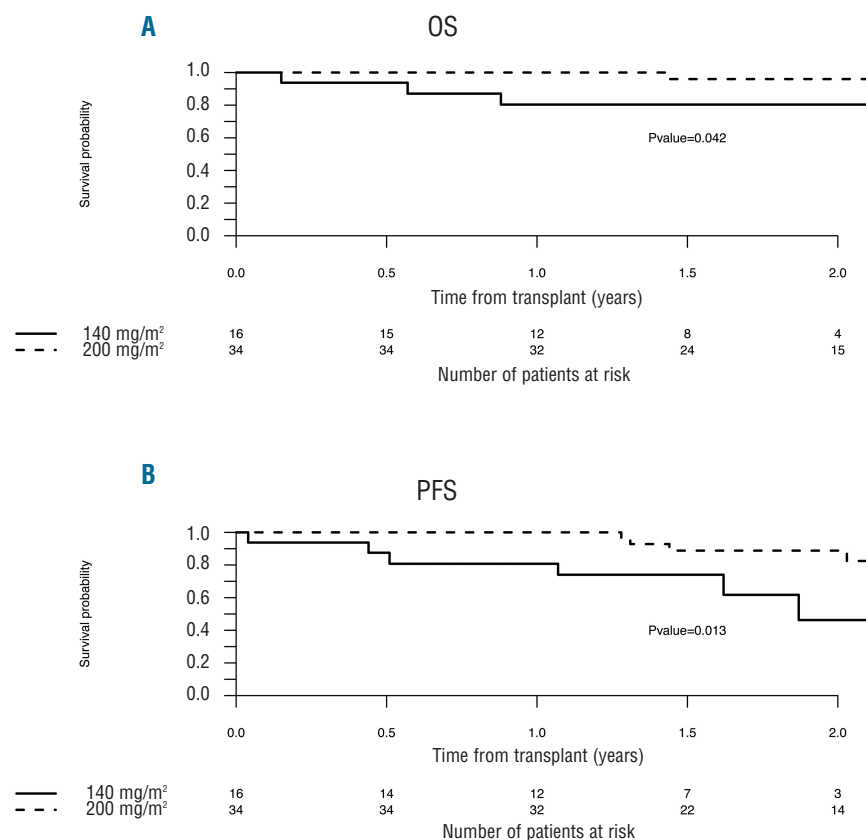 A
OS
1.0
0.8
0.6
0.4
0.2
0.0
Survival probability
Pvalue=0.042
0.0 0.5 1.0 1.5 2.0
Time from transplant (years)
140 mg/m² 16 15 12 8 4
200 mg/m² 34 34 32 24 15
Number of patients at risk
B
PFS
1.0
0.8
0.6
0.4
0.2
0.0
Survival probability
Pvalue=0.013
0.0 0.5 1.0 1.5 2.0
Time from transplant (years)
140 mg/m² 16 14 12 7 3
200 mg/m² 34 34 32 22 14
Number of patients at risk